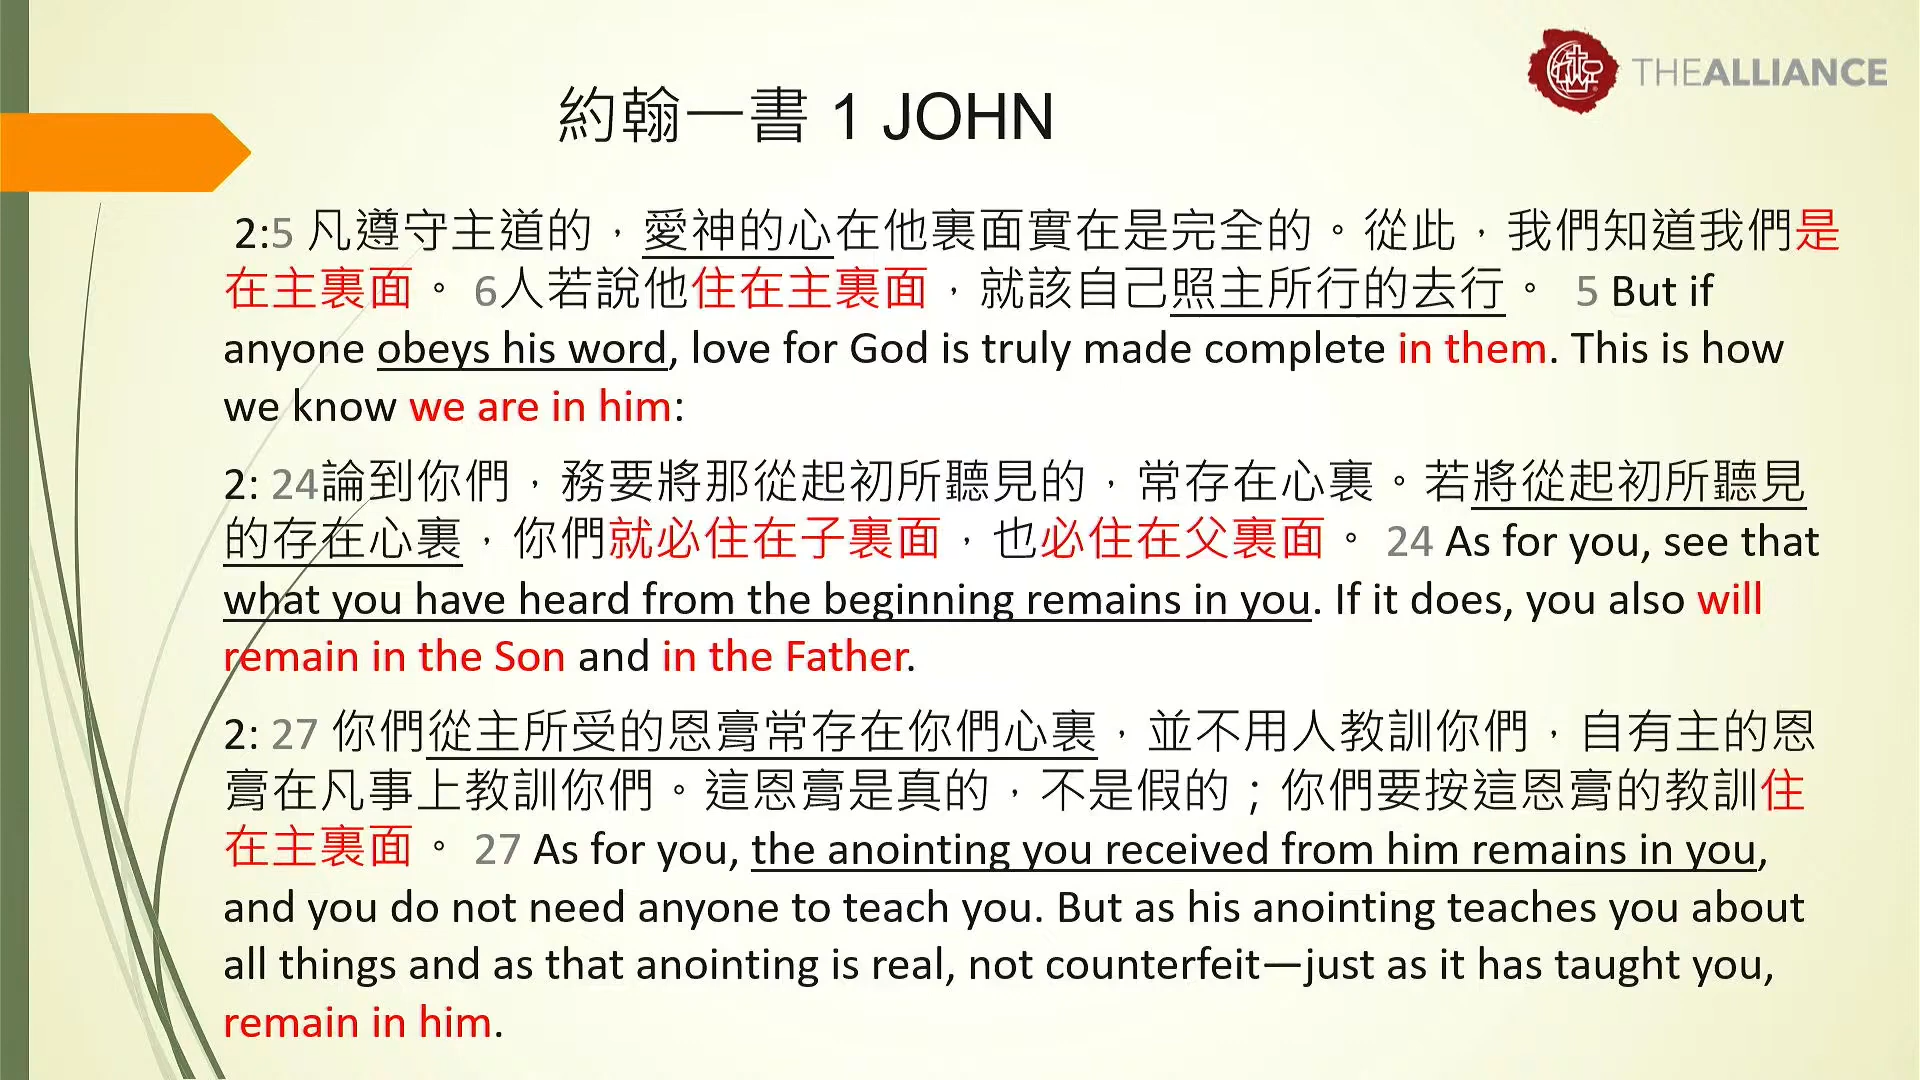 THEALLIANCE
約翰一書 1 JOHN
2:5 凡遵守主道的，愛神的心在他裏面實在是完全的。從此，我們知道我們是
在主裏面。 6人若說他住在主裏面，就該自己照主所行的去行。 5 But if
anyone obeys his word, love for God is truly made complete in them. This is how
we know we are in him:
2: 24論到你們，務要將那從起初所聽見的，常存在心裏。若將從起初所聽見
的存在心裏，你們就必住在子裏面，也必住在父裏面。 24 As for you, see that
what you have heard from the beginning remains in you. If it does, you also will
remain in the Son and in the Father.
2: 27 你們從主所受的恩膏常存在你們心裏，並不用人教訓你們，自有主的恩
膏在凡事上教訓你們。這恩膏是真的，不是假的；你們要按這恩膏的教訓住
在主裏面。 27 As for you, the anointing you received from him remains in you,
and you do not need anyone to teach you. But as his anointing teaches you about
all things and as that anointing is real, not counterfeit—just as it has taught you,
remain in him.